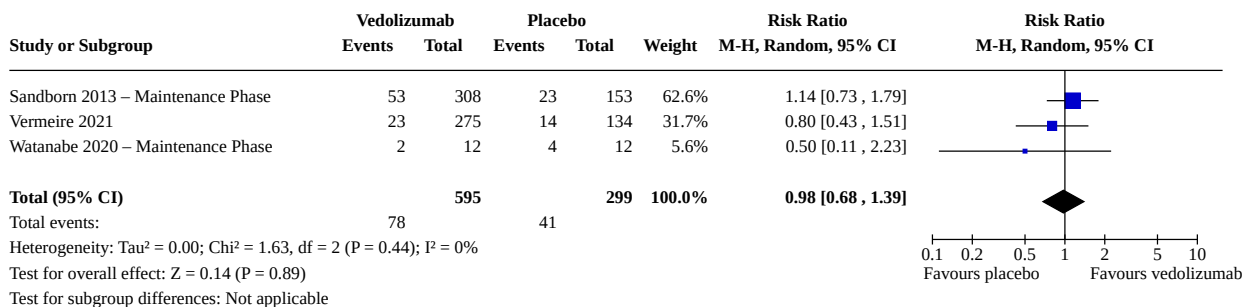 Vedolizumab Placebo Risk Ratio Risk Ratio
Study or Subgroup Events Total Events Total Weight M-H, Random, 95% CI M-H, Random, 95% CI
Sandborn 2013 – Maintenance Phase 53 308 23 153 62.6% 1.14 [0.73 , 1.79]
Vermeire 2021 23 275 14 134 31.7% 0.80 [0.43 , 1.51]
Watanabe 2020 – Maintenance Phase 2 12 4 12 5.6% 0.50 [0.11 , 2.23]
Total (95% CI) 595 299 100.0% 0.98 [0.68 , 1.39]
Total events: 78 41
Heterogeneity: Tau² = 0.00; Chi² = 1.63, df = 2 (P = 0.44); I² = 0%
0.1 0.2 0.5 1 2 5 10
Test for overall effect: Z = 0.14 (P = 0.89) Favours placebo Favours vedolizumab
Test for subgroup differences: Not applicable